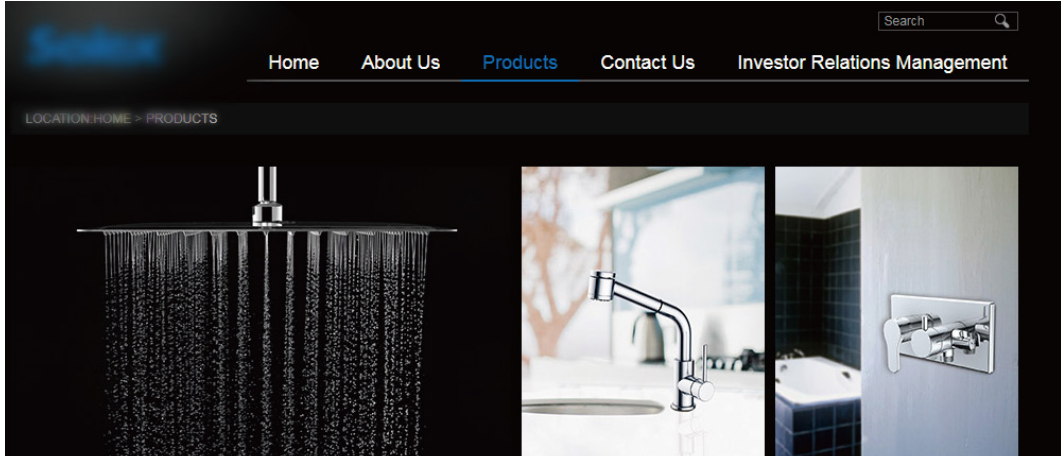 Search
Home About Us Products Contact Us Investor Relations Management
LOCATION:HOME > PRODUCTS